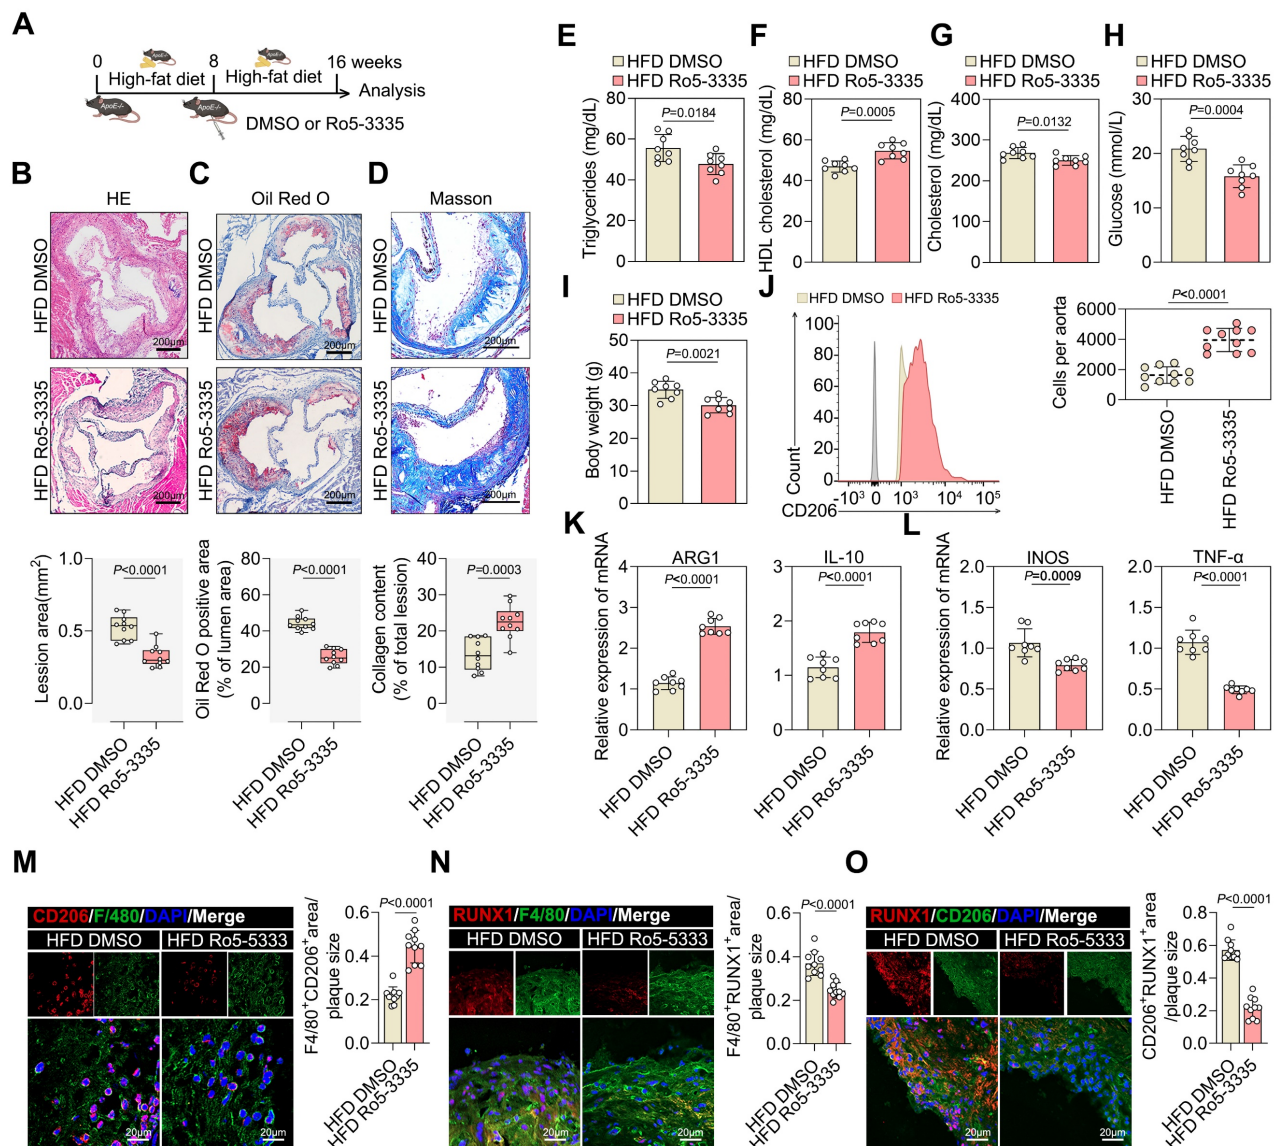 A
0
8
16 weeks
High-fat diet
High-fat diet
Analysis
ApoE-/-
ApoE-/-
ApoE-/-
ApoE-/-
DMSO or Ro5-3335
B
C
D
HE
Oil Red O
Masson
HFD DMSO
HFD DMSO
HFD DMSO
200μm
200μm
200μm
HFD Ro5-3335
HFD Ro5-3335
HFD Ro5-3335
200μm
200μm
200μm
Lession area(mm²)
1.0
0.5
0.0
P<0.0001
HFD DMSO
HFD Ro5-3335
Oil Red O positive area
(% of lumen area)
80
60
40
20
0
P<0.0001
HFD DMSO
HFD Ro5-3335
Collagen content
(% of total lession)
40
30
20
10
0
P=0.0003
HFD DMSO
HFD Ro5-3335
E
HFD DMSO
HFD Ro5-3335
Triglycerides (mg/dL)
80
60
40
20
0
P=0.0184
F
HFD DMSO
HFD Ro5-3335
HDL cholesterol (mg/dL)
80
60
40
20
0
P=0.0005
G
HFD DMSO
HFD Ro5-3335
Cholesterol (mg/dL)
400
300
200
100
0
P=0.0132
H
HFD DMSO
HFD Ro5-3335
Glucose (mmol/L)
30
20
10
0
P=0.0004
I
HFD DMSO
HFD Ro5-3335
Body weight (g)
50
40
30
20
10
0
P=0.0021
J
HFD DMSO
HFD Ro5-3335
Count
100
80
60
40
20
0
-10³
0
10³
10⁴
10⁵
CD206
Cells per aorta
6000
4000
2000
0
P<0.0001
HFD DMSO
HFD Ro5-3335
K
Relative expression of mRNA
ARG1
4
3
2
1
0
P<0.0001
HFD DMSO
HFD Ro5-3335
IL-10
3
2
1
0
P<0.0001
HFD DMSO
HFD Ro5-3335
L
Relative expression of mRNA
INOS
2.0
1.5
1.0
0.5
0.0
P=0.0009
HFD DMSO
HFD Ro5-3335
TNF-α
2.0
1.5
1.0
0.5
0.0
P<0.0001
HFD DMSO
HFD Ro5-3335
M
CD206/F/480/DAPI/Merge
HFD DMSO
HFD Ro5-5333
20μm
20μm
F4/80⁺CD206⁺area/
plaque size
0.6
0.4
0.2
0.0
P<0.0001
HFD DMSO
HFD Ro5-3335
N
RUNX1/F4/80/DAPI/Merge
HFD DMSO
HFD Ro5-5333
20μm
20μm
F4/80⁺RUNX1⁺area/
plaque size
0.6
0.4
0.2
0.0
P<0.0001
HFD DMSO
HFD Ro5-3335
O
RUNX1/CD206/DAPI/Merge
HFD DMSO
HFD Ro5-5333
20μm
20μm
CD206⁺RUNX1⁺area
/plaque size
0.8
0.6
0.4
0.2
0.0
P<0.0001
HFD DMSO
HFD Ro5-3335